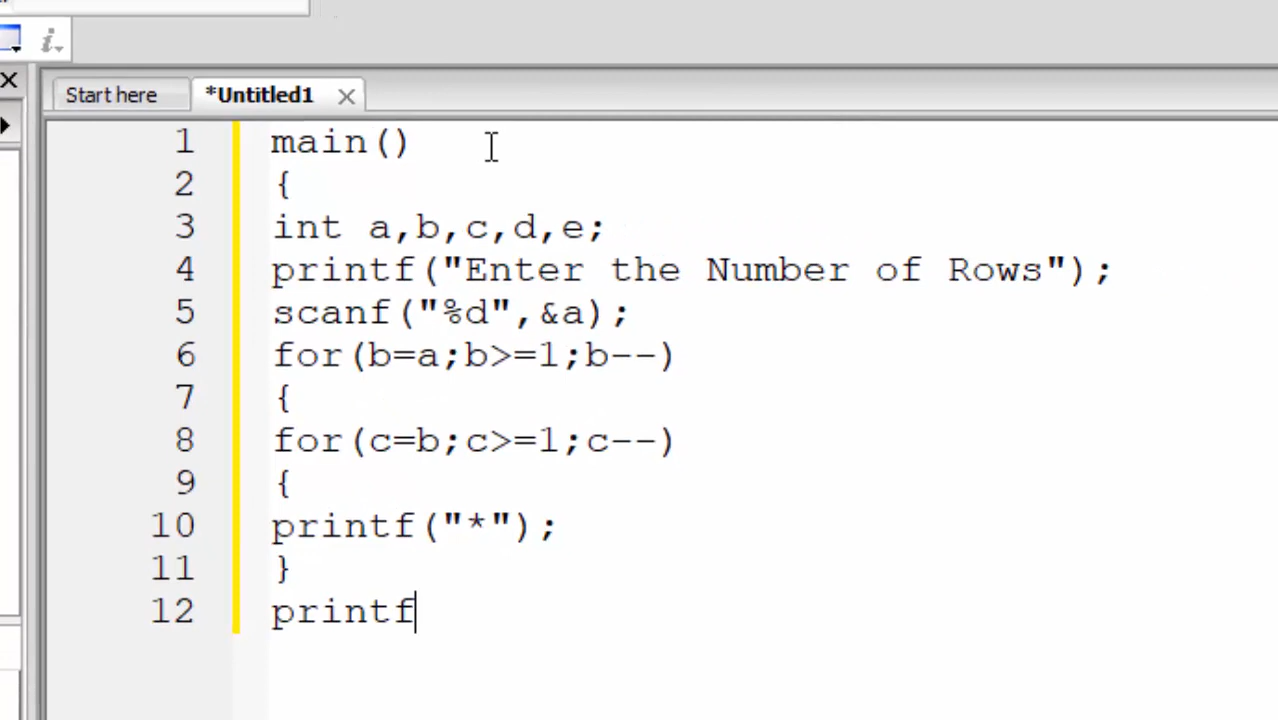 Start here
*Untitled1
1 main()
2 {
3 int a,b,c,d,e;
4 printf("Enter the Number of Rows");
5 scanf("%d",&a);
6 for(b=a;b>=1;b--)
7 {
8 for(c=b;c>=1;c--)
9 {
10 printf("*");
11 }
12 printf